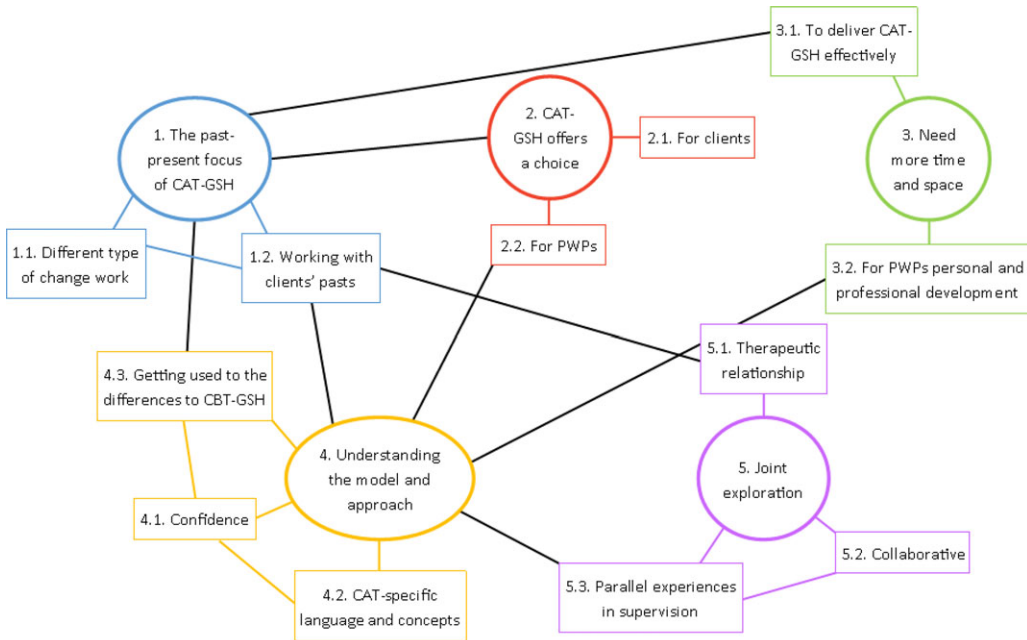 3.1. To deliver CAT-
GSH effectively
1. The past-
present focus
of CAT-GSH
2. CAT-
GSH offers
a choice
2.1. For clients
3. Need
more time
and space
1.1. Different type
of change work
1.2. Working with
clients’ pasts
2.2. For PWPs
3.2. For PWPs personal and
professional development
4.3. Getting used to the
differences to CBT-GSH
5.1. Therapeutic
relationship
4. Understanding
the model and
approach
5. Joint
exploration
4.1. Confidence
5.2. Collaborative
4.2. CAT-specific
language and concepts
5.3. Parallel experiences
in supervision